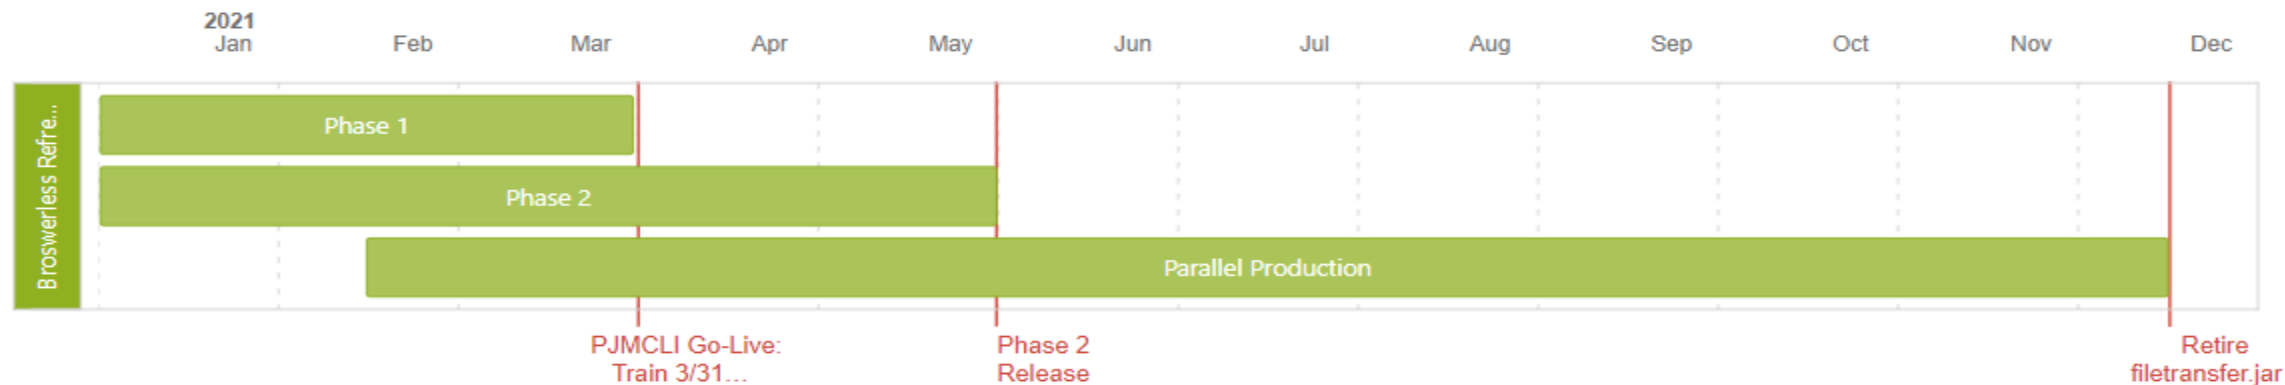 2021
Jan Feb Mar Apr May Jun Jul Aug Sep Oct Nov Dec
Broswerless Refre...
Phase 1
Phase 2
Parallel Production
PJMCLI Go-Live:
Train 3/31...
Phase 2
Release
Retire
filetransfer.jar